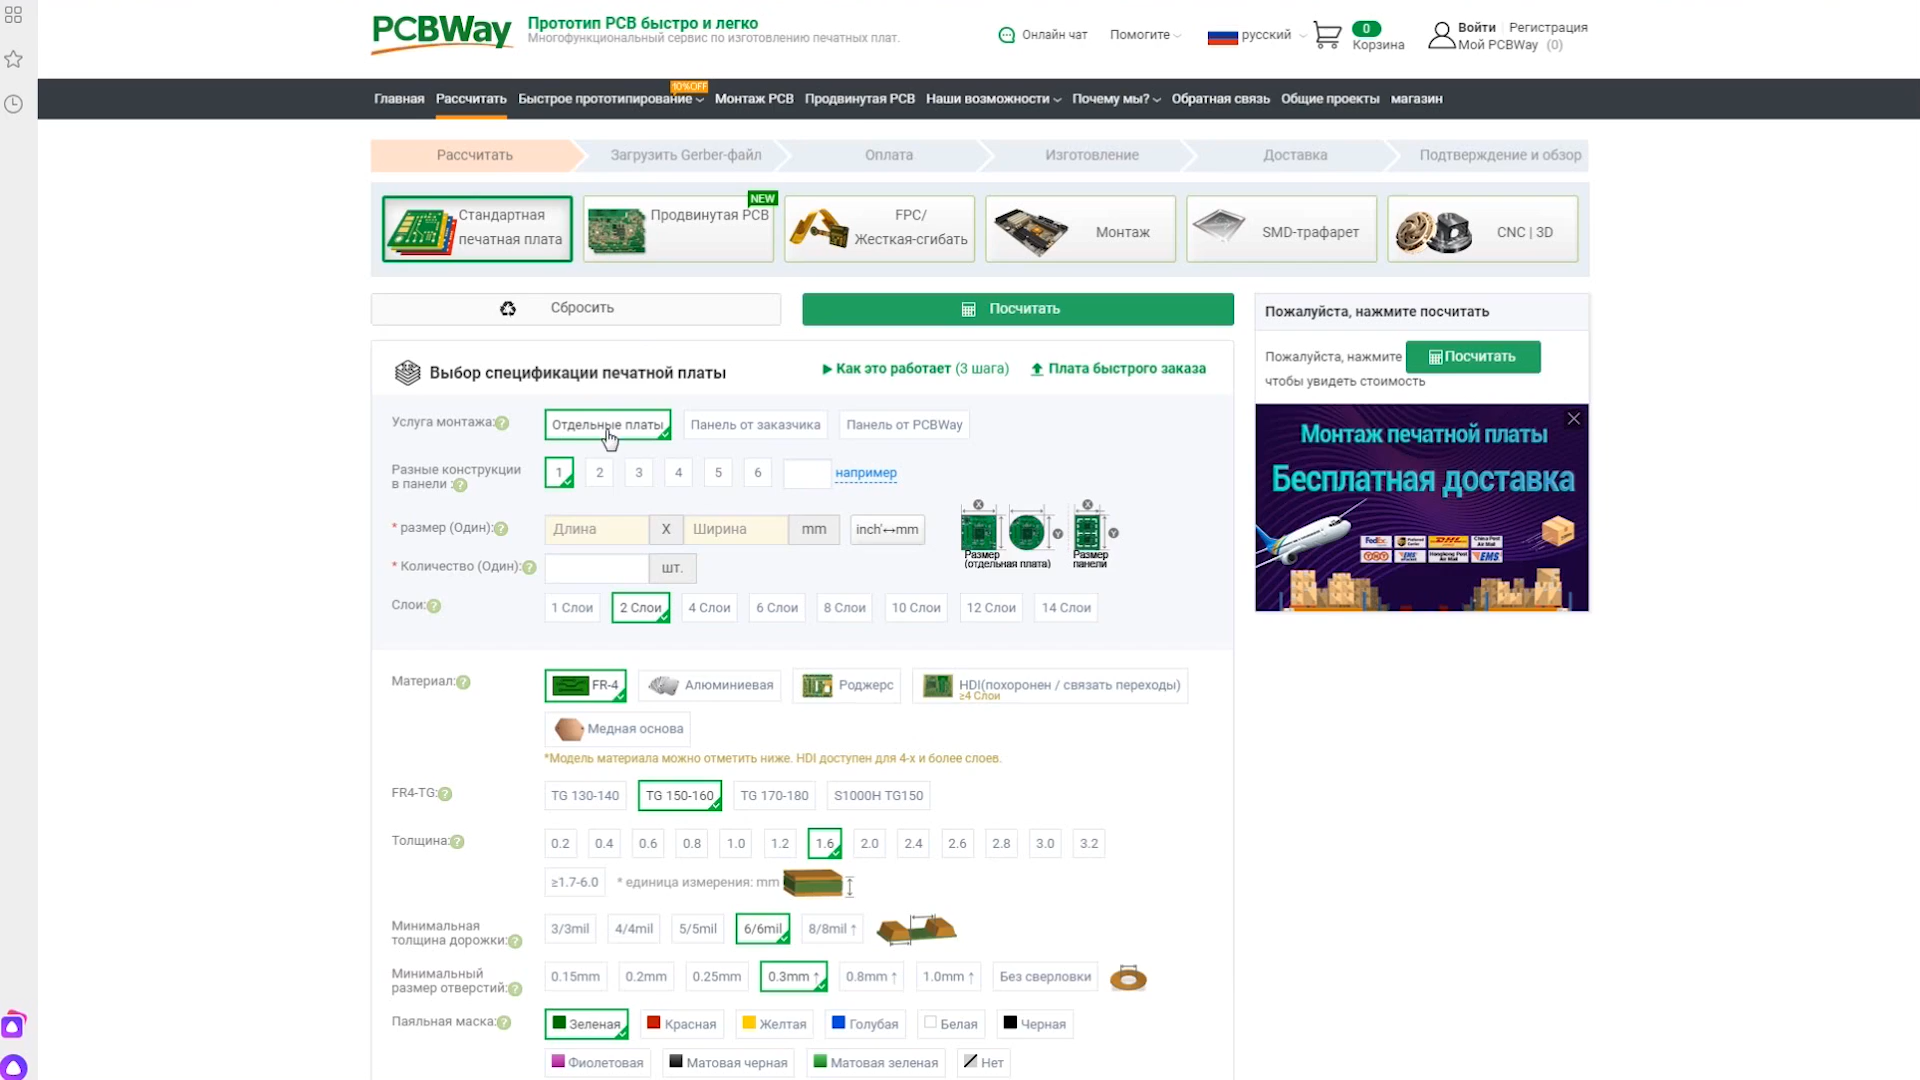 PCBWay
Прототип PCB быстро и легко
Многофункциональный сервис по изготовлению печатных плат.
Онлайн чат
Помогите
русский
0
Корзина
Войти | Регистрация
Мой PCBWay (0)
10%OFF
Главная Рассчитать Быстрое прототипирование Монтаж PCB Продвинутая PCB Наши возможности Почему мы? Обратная связь Общие проекты магазин
Рассчитать Загрузить Gerber-файл Оплата Изготовление Доставка Подтверждение и обзор
Стандартная
печатная плата
NEW
Продвинутая PCB
FPC/
Жесткая-сгибать
Монтаж
SMD-трафарет
CNC | 3D
Сбросить
Посчитать
Пожалуйста, нажмите посчитать
Пожалуйста, нажмите Посчитать
чтобы увидеть стоимость
Выбор спецификации печатной платы
Как это работает (3 шага)
Плата быстрого заказа
Монтаж печатной платы
Бесплатная доставка
FedEx DHL China Post Air Mail
TNT Hongkong Post Air Mail EMS
Услуга монтажа: Отдельные платы Панель от заказчика Панель от PCBWay
Разные конструкции
в панели : 1 2 3 4 5 6 например
* размер (Один): Длина X Ширина mm inch↔mm
X Y X Y
Размер
(отдельная плата)
Размер
панели
* Количество (Один): шт.
Слои: 1 Слои 2 Слои 4 Слои 6 Слои 8 Слои 10 Слои 12 Слои 14 Слои
Материал: FR-4 Алюминиевая Роджерс HDI(похоронен / связать переходы)
≥4 Слои
Медная основа
*Модель материала можно отметить ниже. HDI доступен для 4-х и более слоев.
FR4-TG: TG 130-140 TG 150-160 TG 170-180 S1000H TG150
Толщина: 0.2 0.4 0.6 0.8 1.0 1.2 1.6 2.0 2.4 2.6 2.8 3.0 3.2
≥1.7-6.0 * единица измерения: mm
Минимальная
толщина дорожки: 3/3mil 4/4mil 5/5mil 6/6mil 8/8mil ↑
Минимальный
размер отверстий: 0.15mm 0.2mm 0.25mm 0.3mm ↑ 0.8mm ↑ 1.0mm ↑ Без сверловки
Паяльная маска: Зеленая Красная Желтая Голубая Белая Черная
Фиолетовая Матовая черная Матовая зеленая Нет